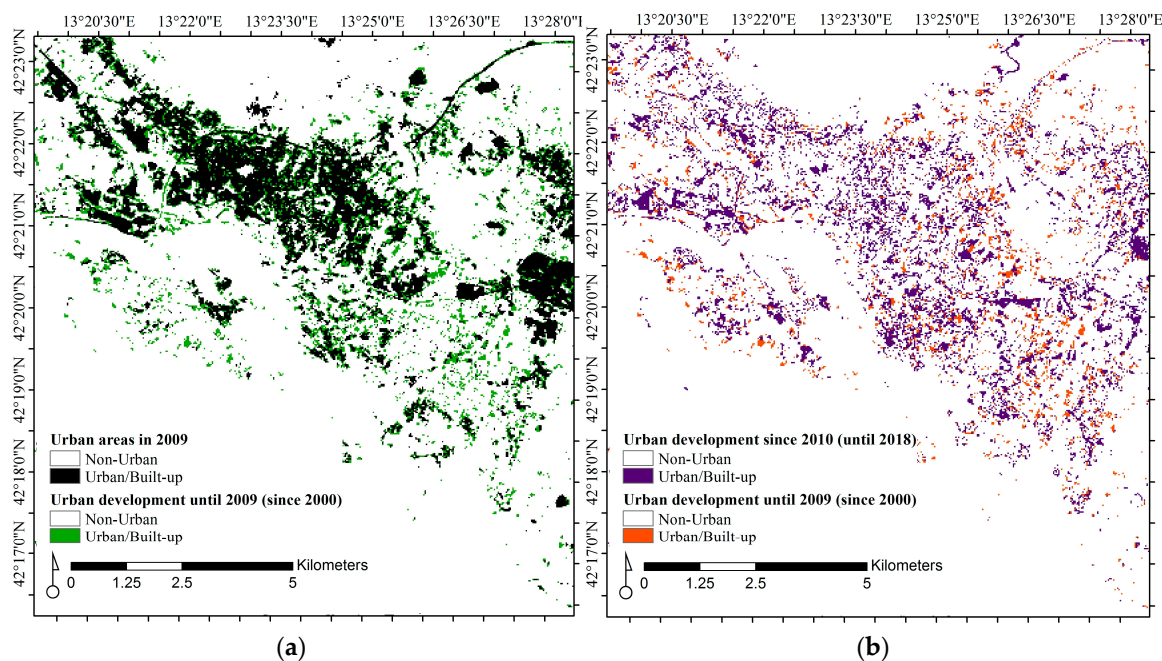 13°20'30"E 13°22'0"E 13°23'30"E 13°25'0"E 13°26'30"E 13°28'0"E
42°23'0"N
42°22'0"N
42°21'0"N
42°20'0"N
42°19'0"N
42°18'0"N
42°17'0"N
Urban areas in 2009
Non-Urban
Urban/Built-up
Urban development until 2009 (since 2000)
Non-Urban
Urban/Built-up
0 1.25 2.5 5 Kilometers
(a)
13°20'30"E 13°22'0"E 13°23'30"E 13°25'0"E 13°26'30"E 13°28'0"E
42°23'0"N
42°22'0"N
42°21'0"N
42°20'0"N
42°19'0"N
42°18'0"N
42°17'0"N
Urban development since 2010 (until 2018)
Non-Urban
Urban/Built-up
Urban development until 2009 (since 2000)
Non-Urban
Urban/Built-up
0 1.25 2.5 5 Kilometers
(b)